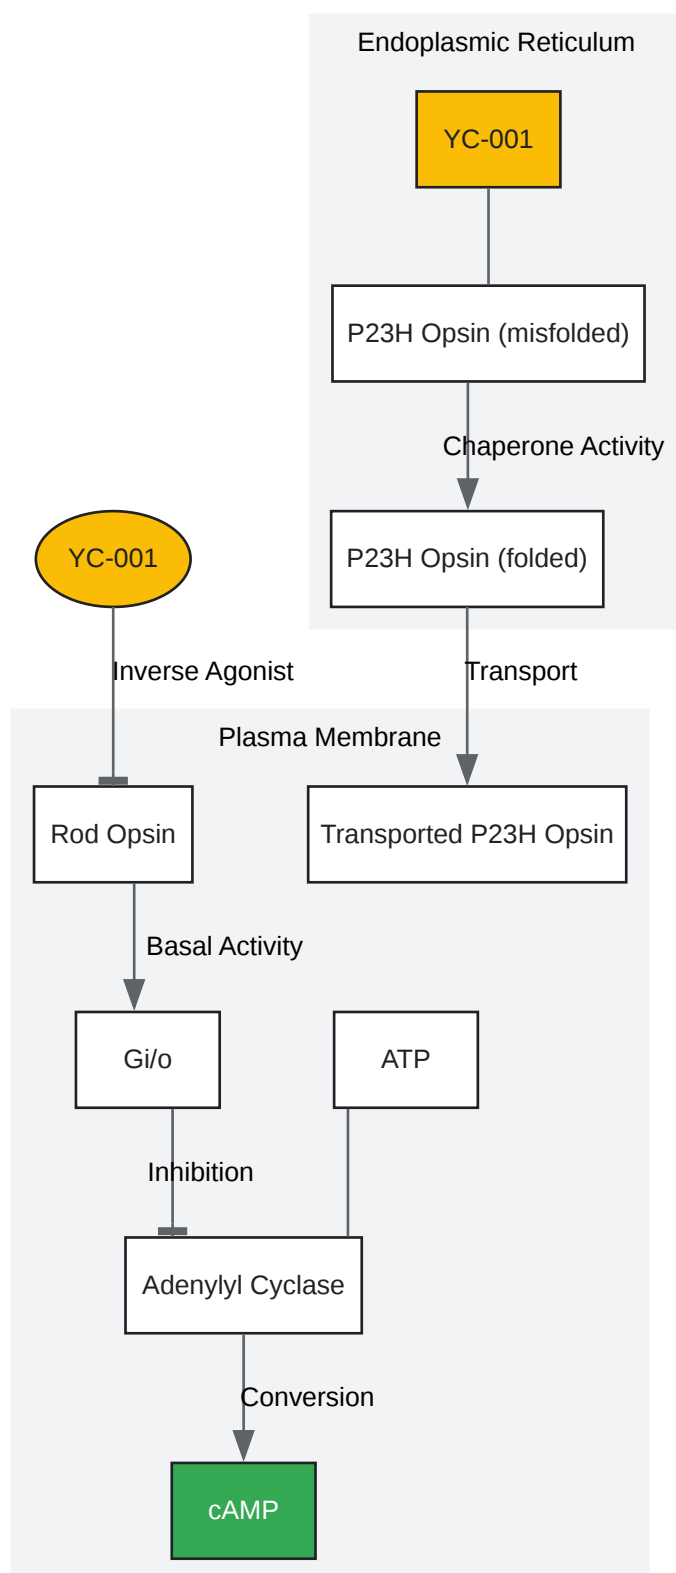 Endoplasmic Reticulum
YC-001
P23H Opsin (misfolded)
Chaperone Activity
YC-001
P23H Opsin (folded)
Inverse Agonist
Transport
Plasma Membrane
Rod Opsin
Transported P23H Opsin
Basal Activity
Gi/o
ATP
Inhibition
Adenylyl Cyclase
Conversion
cAMP